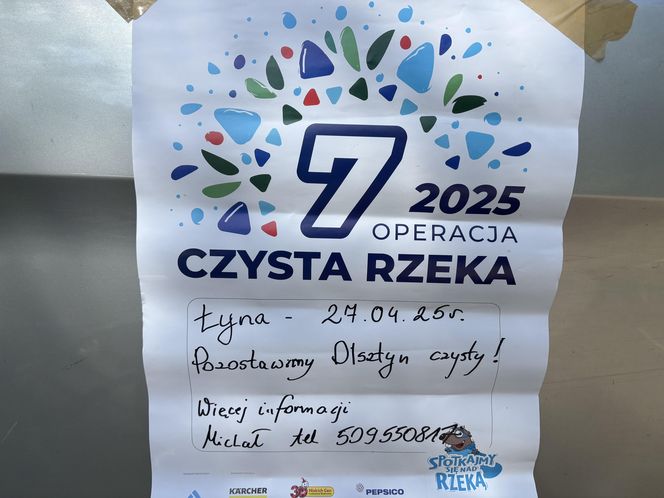 7
2025
OPERACJA
CZYSTA RZEKA
Łyna - 27.04.25r.
Pozostawmy Olsztyn czysty!
Więcej informacji
Michał tel
SPOTKAJMY
SIĘ NAD
RZEKĄ
KÄRCHER
30
PEPSICO